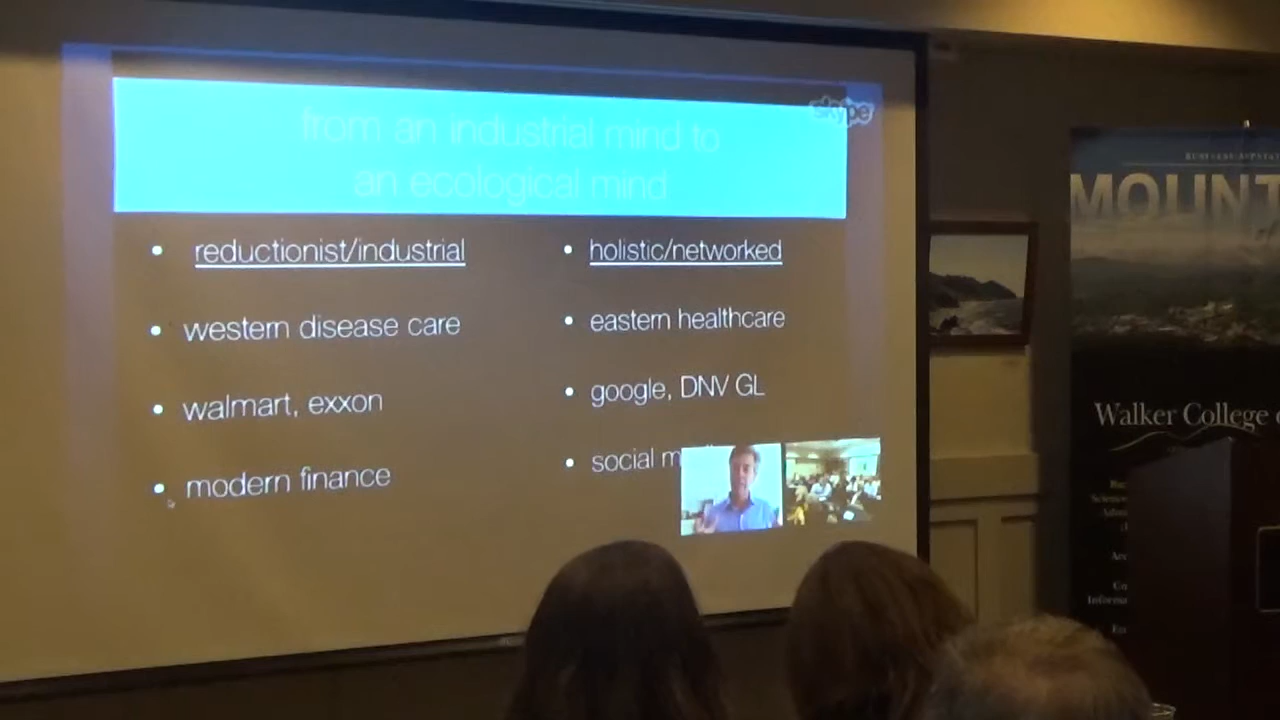 skype
from an industrial mind to
an ecological mind
• reductionist/industrial
• holistic/networked
• western disease care
• eastern healthcare
• walmart, exxon
• google, DNV GL
• modern finance
• social m
MOUNT
Walker College